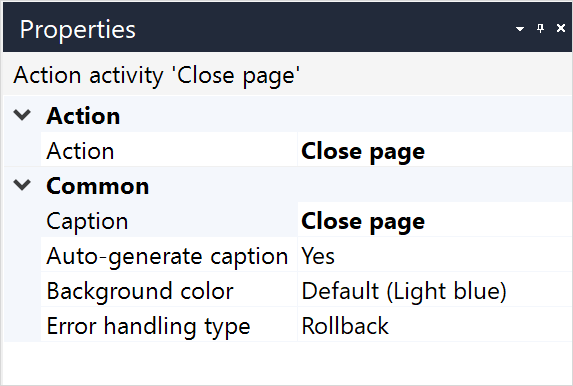 Properties
Action activity 'Close page'
Action
Action Close page
Common
Caption Close page
Auto-generate caption Yes
Background color Default (Light blue)
Error handling type Rollback